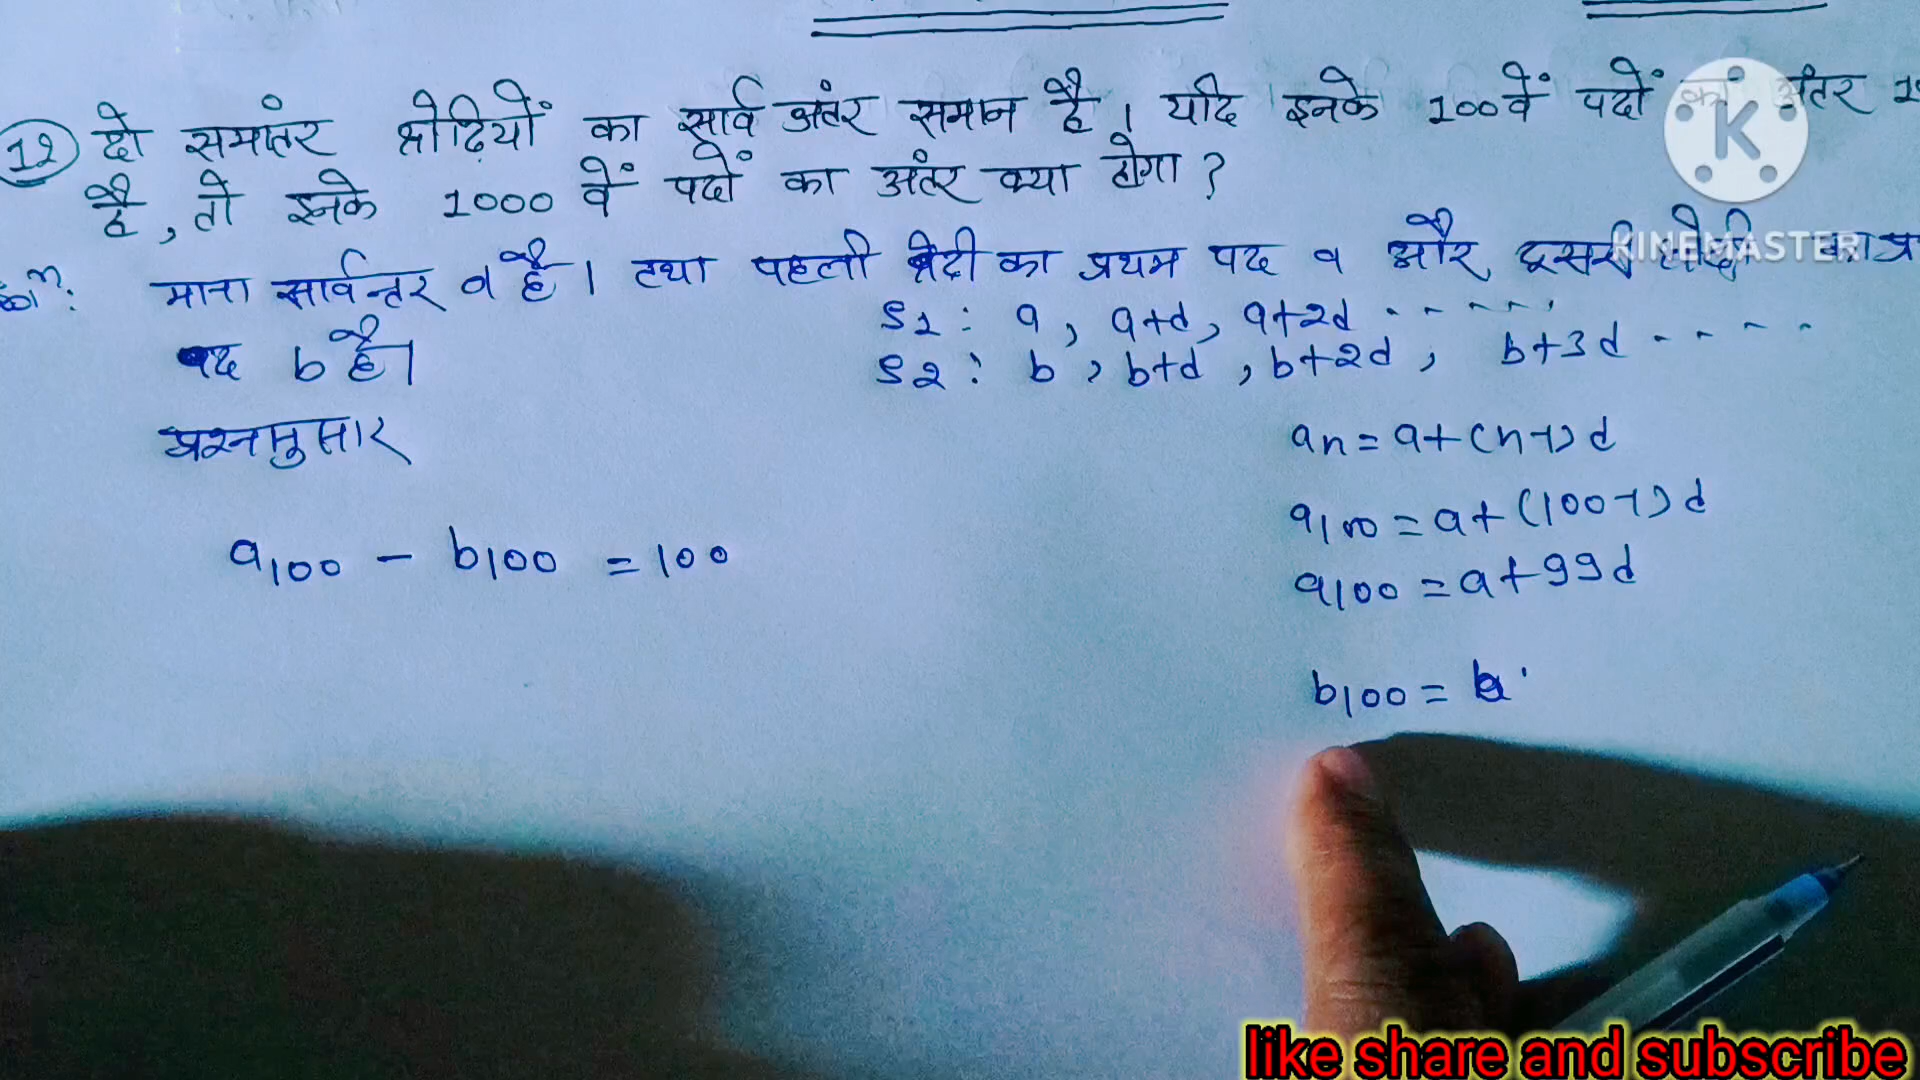 12 दो समांतर श्रेढ़ियों का सार्व अंतर समान है। यदि इनके 100वें पदों का अंतर
है, तो इनके 1000 वें पदों का अंतर क्या होगा?
माना सार्वन्तर d है। तथा पहली श्रेढी का प्रथम पद a और दूसरी
पद b है।
S1 : a, a+d, a+2d - - - - -
S2 : b, b+d, b+2d, b+3d - - - -
प्रश्नानुसार
an = a+(n-1)d
a100 = a+(100-1)d
a100 - b100 = 100
a100 = a+99d
b100 = b
K
KINEMASTER
like share and subscribe